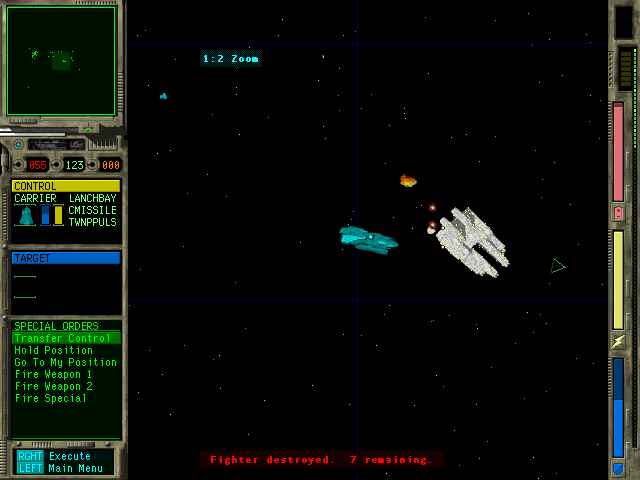 1:2 Zoom
055 123 000
CONTROL
CARRIER LANCHBAY
CMISSILE
TWNPPULS
TARGET
SPECIAL ORDERS
Transfer Control
Hold Position
Go To My Position
Fire Weapon 1
Fire Weapon 2
Fire Special
RGHT Execute
LEFT Main Menu
Fighter destroyed. 7 remaining.